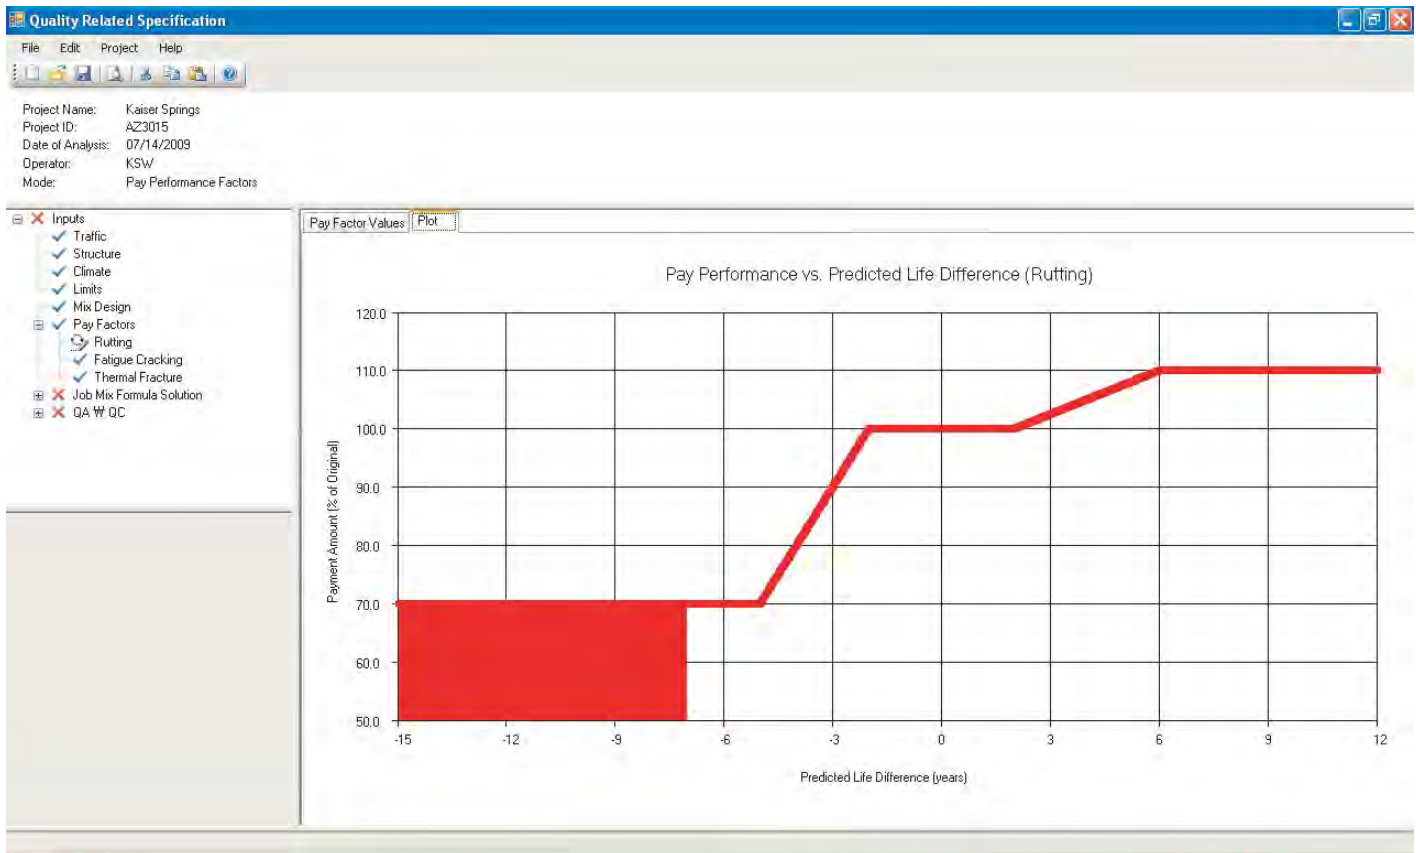 Quality Related Specification
File Edit Project Help
Project Name: Kaiser Springs
Project ID: AZ3015
Date of Analysis: 07/14/2009
Operator: KSW
Mode: Pay Performance Factors
Inputs
Traffic
Structure
Climate
Limits
Mix Design
Pay Factors
Rutting
Fatigue Cracking
Thermal Fracture
Job Mix Formula Solution
QA ₩ QC
Pay Factor Values Plot
Pay Performance vs. Predicted Life Difference (Rutting)
120.0
110.0
100.0
90.0
80.0
70.0
60.0
50.0
Payment Amount (% of Original)
-15 -12 -9 -6 -3 0 3 6 9 12
Predicted Life Difference (years)